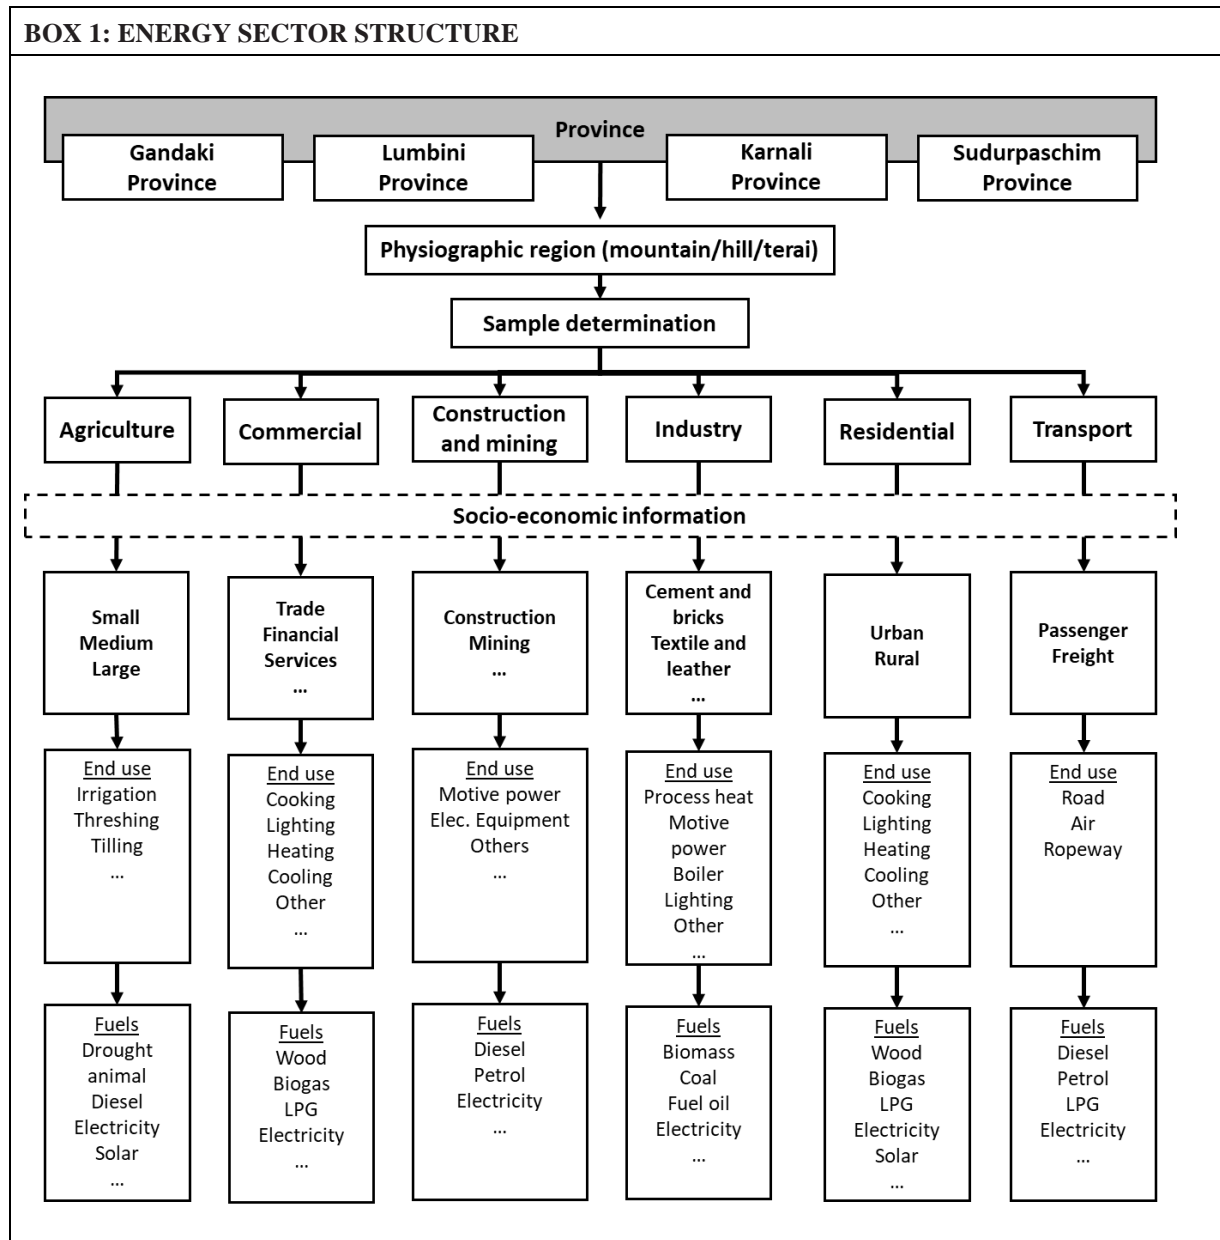 BOX 1: ENERGY SECTOR STRUCTURE
Province
Gandaki
Province
Lumbini
Province
Karnali
Province
Sudurpaschim
Province
Physiographic region (mountain/hill/terai)
Sample determination
Agriculture
Commercial
Construction
and mining
Industry
Residential
Transport
Socio-economic information
Small
Medium
Large
Trade
Financial
Services
...
Construction
Mining
...
Cement and
bricks
Textile and
leather
...
Urban
Rural
Passenger
Freight
End use
Irrigation
Threshing
Tilling
...
End use
Cooking
Lighting
Heating
Cooling
Other
...
End use
Motive power
Elec. Equipment
Others
...
End use
Process heat
Motive
power
Boiler
Lighting
Other
...
End use
Cooking
Lighting
Heating
Cooling
Other
...
End use
Road
Air
Ropeway
Fuels
Drought
animal
Diesel
Electricity
Solar
...
Fuels
Wood
Biogas
LPG
Electricity
...
Fuels
Diesel
Petrol
Electricity
...
Fuels
Biomass
Coal
Fuel oil
Electricity
...
Fuels
Wood
Biogas
LPG
Electricity
Solar
...
Fuels
Diesel
Petrol
LPG
Electricity
...